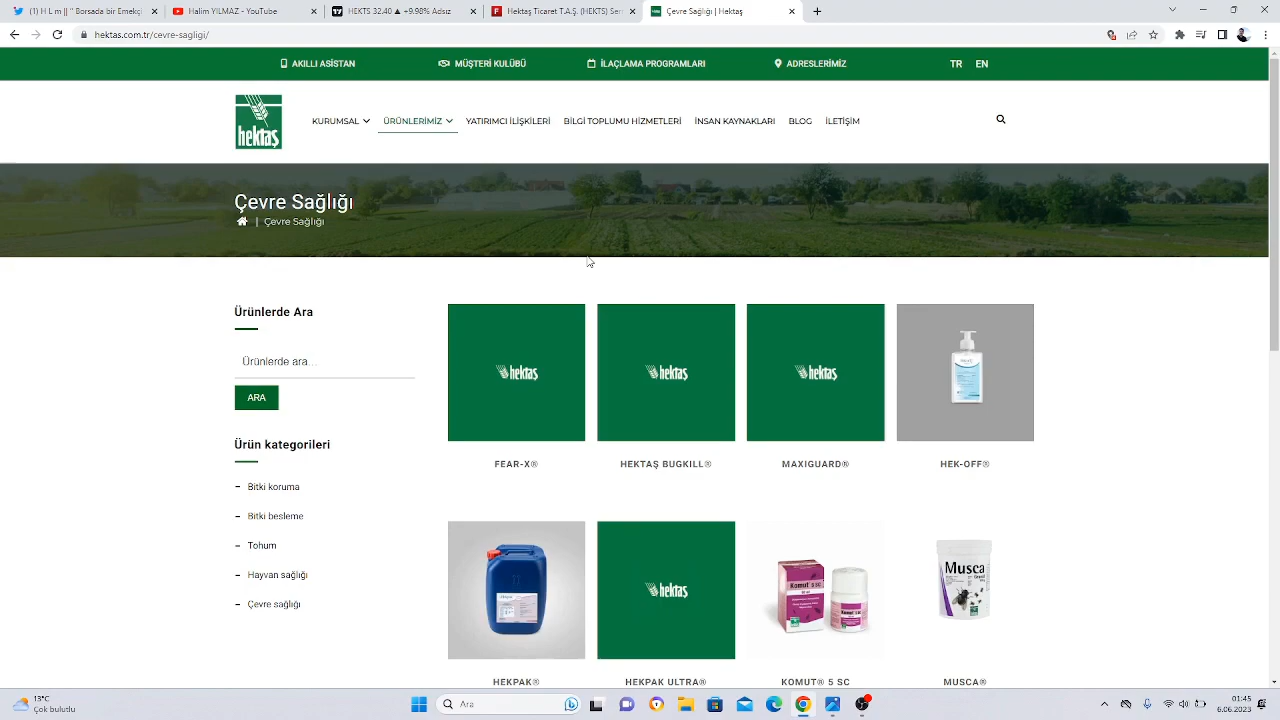 (1) H l m || " Borsada bir Emekçi
Halim YILMAZ - YouTube
HEKTS 32.40 ▲ +9.98% Adsız
Hektaş Ticaret T.A.Ş.(HEKTS) Ser
Çevre Sağlığı | Hektaş
hektas.com.tr/cevre-sagligi/
AKILLI ASİSTAN
MÜŞTERİ KULÜBÜ
İLAÇLAMA PROGRAMLARI
ADRESLERİMİZ
TR EN
hektaş
KURUMSAL
ÜRÜNLERİMİZ
YATIRIMCI İLİŞKİLERİ
BİLGİ TOPLUMU HİZMETLERİ
İNSAN KAYNAKLARI
BLOG
İLETİŞİM
Çevre Sağlığı
| Çevre Sağlığı
Ürünlerde Ara
Ürünlerde ara…
ARA
Ürün kategorileri
Bitki koruma
Bitki besleme
Tohum
Hayvan sağlığı
Çevre sağlığı
hektaş
hektaş
hektaş
FEAR-X®
HEKTAŞ BUGKILL®
MAXIGUARD®
HEK-OFF®
hektaş
Komut® 5 SC
Musca
HEKPAK®
HEKPAK ULTRA®
KOMUT® 5 SC
MUSCA®
13°C
Çok bulutlu
Ara
01:45
6.06.2023